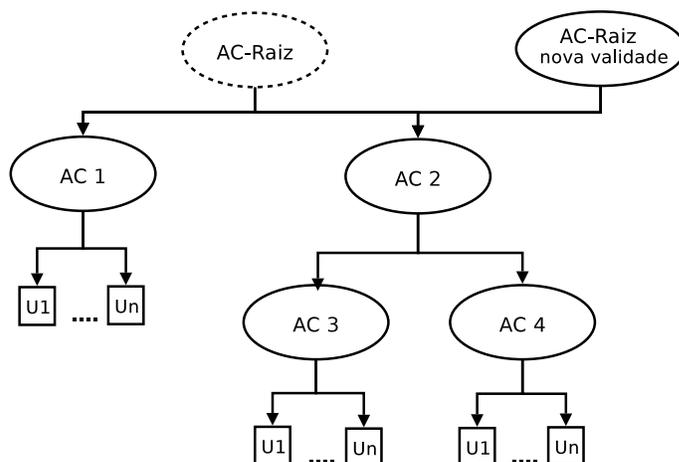 AC-Raiz
AC-Raiz
nova validade
AC 1
AC 2
U1
....
Un
AC 3
AC 4
U1
....
Un
U1
....
Un